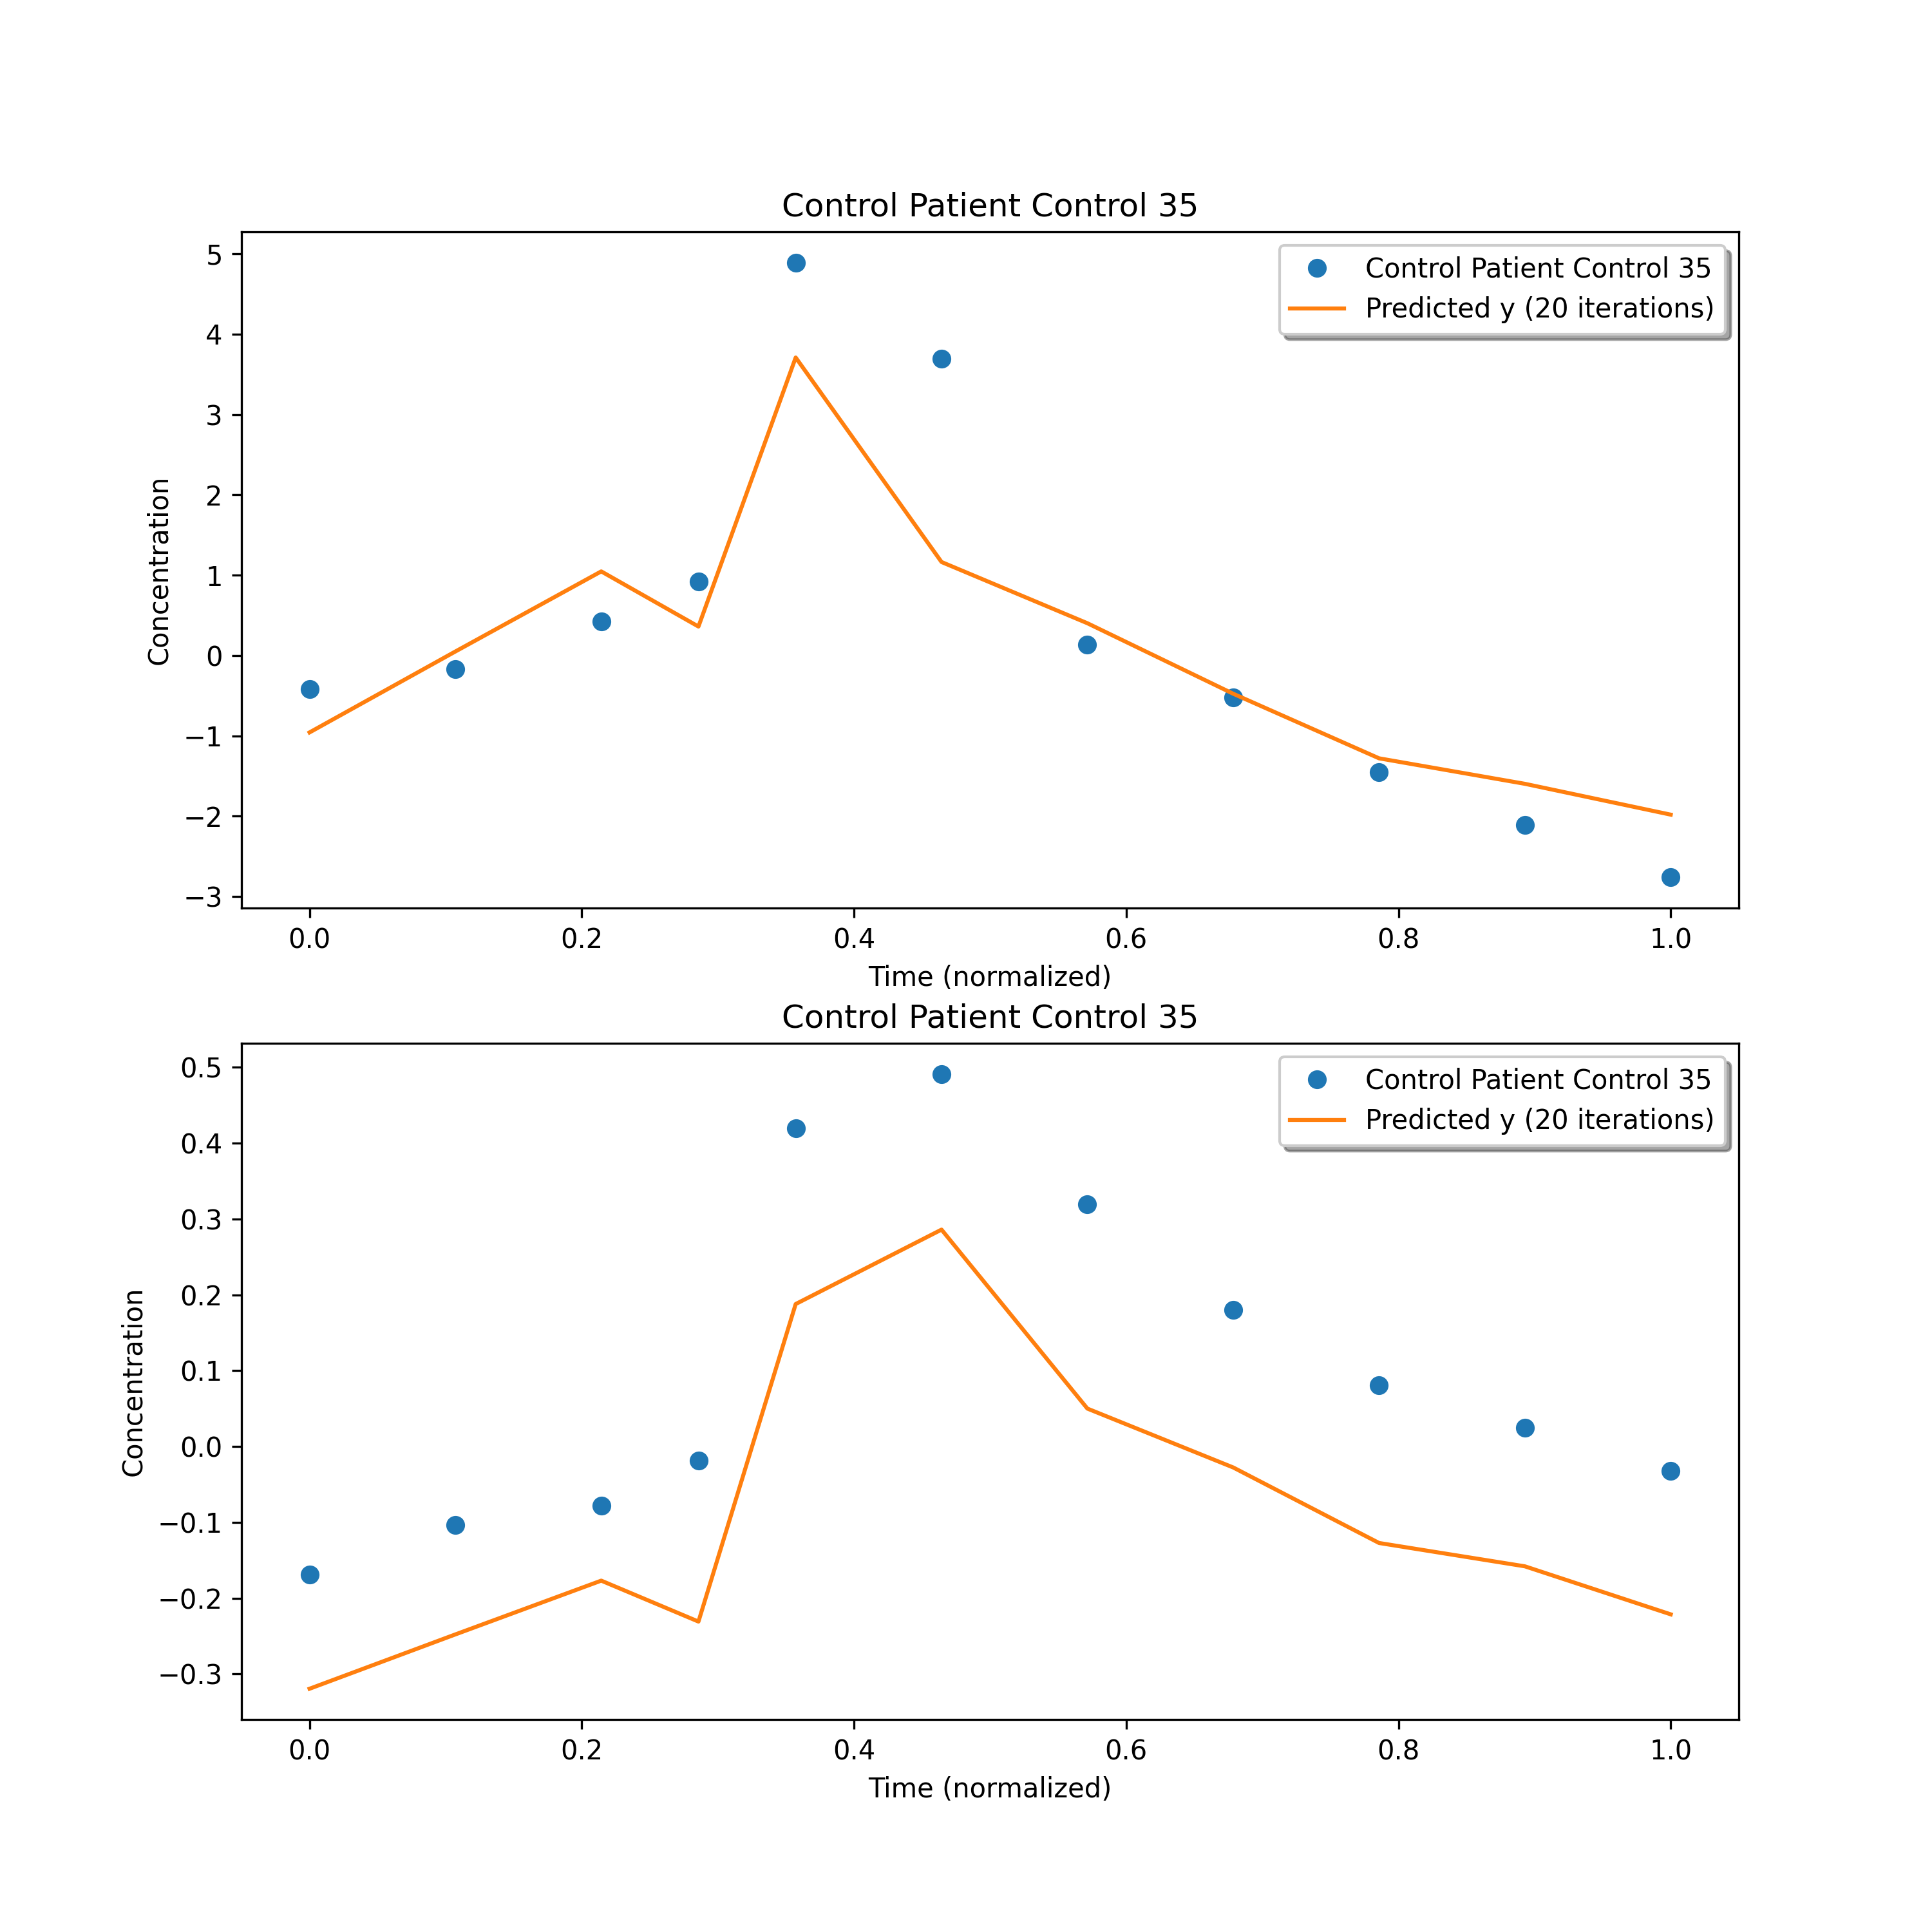 Control Patient Control 35
5
4
3
2
1
0
−1
−2
−3
Concentration
Control Patient Control 35
Predicted y (20 iterations)
0.0 0.2 0.4 0.6 0.8 1.0
Time (normalized)
Control Patient Control 35
0.5
0.4
0.3
0.2
0.1
0.0
−0.1
−0.2
−0.3
Concentration
Control Patient Control 35
Predicted y (20 iterations)
0.0 0.2 0.4 0.6 0.8 1.0
Time (normalized)